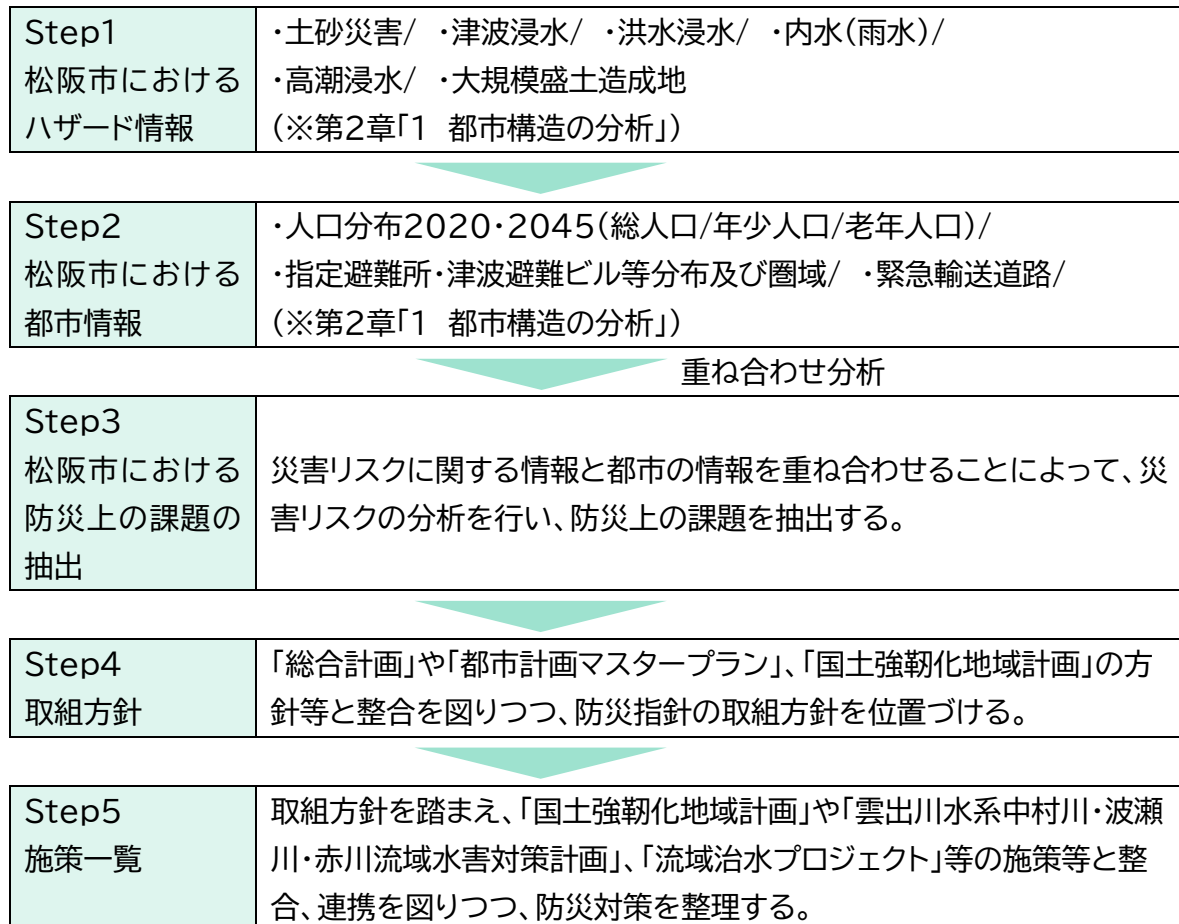 Step1
松阪市における
ハザード情報
・土砂災害/ ・津波浸水/ ・洪水浸水/ ・内水(雨水)/
・高潮浸水/ ・大規模盛土造成地
(※第2章「1 都市構造の分析」)
Step2
松阪市における
都市情報
・人口分布2020・2045(総人口/年少人口/老年人口)/
・指定避難所・津波避難ビル等分布及び圏域/ ・緊急輸送道路/
(※第2章「1 都市構造の分析」)
重ね合わせ分析
Step3
松阪市における
防災上の課題の
抽出
災害リスクに関する情報と都市の情報を重ね合わせることによって、災
害リスクの分析を行い、防災上の課題を抽出する。
Step4
取組方針
「総合計画」や「都市計画マスタープラン」、「国土強靭化地域計画」の方
針等と整合を図りつつ、防災指針の取組方針を位置づける。
Step5
施策一覧
取組方針を踏まえ、「国土強靭化地域計画」や「雲出川水系中村川・波瀬
川・赤川流域水害対策計画」、「流域治水プロジェクト」等の施策等と整
合、連携を図りつつ、防災対策を整理する。